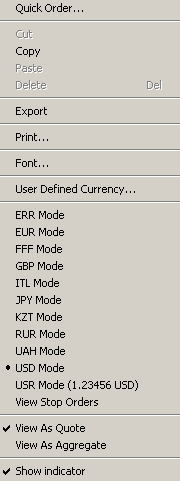 Quick Order...
Cut
Copy
Paste
Delete Del
Export
Print...
Font...
User Defined Currency...
ERR Mode
EUR Mode
FFF Mode
GBP Mode
ITL Mode
JPY Mode
KZT Mode
RUR Mode
UAH Mode
USD Mode
USR Mode (1.23456 USD)
View Stop Orders
View As Quote
View As Aggregate
Show indicator